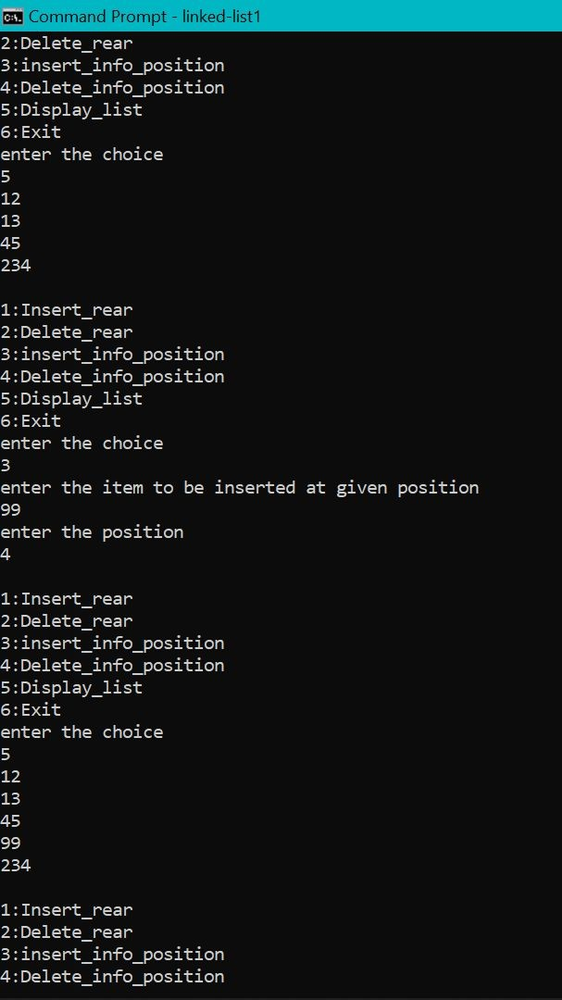 Command Prompt - linked-list1
2:Delete_rear
3:insert_info_position
4:Delete_info_position
5:Display_list
6:Exit
enter the choice
5
12
13
45
234
1:Insert_rear
2:Delete_rear
3:insert_info_position
4:Delete_info_position
5:Display_list
6:Exit
enter the choice
3
enter the item to be inserted at given position
99
enter the position
4
1:Insert_rear
2:Delete_rear
3:insert_info_position
4:Delete_info_position
5:Display_list
6:Exit
enter the choice
5
12
13
45
99
234
1:Insert_rear
2:Delete_rear
3:insert_info_position
4:Delete_info_position